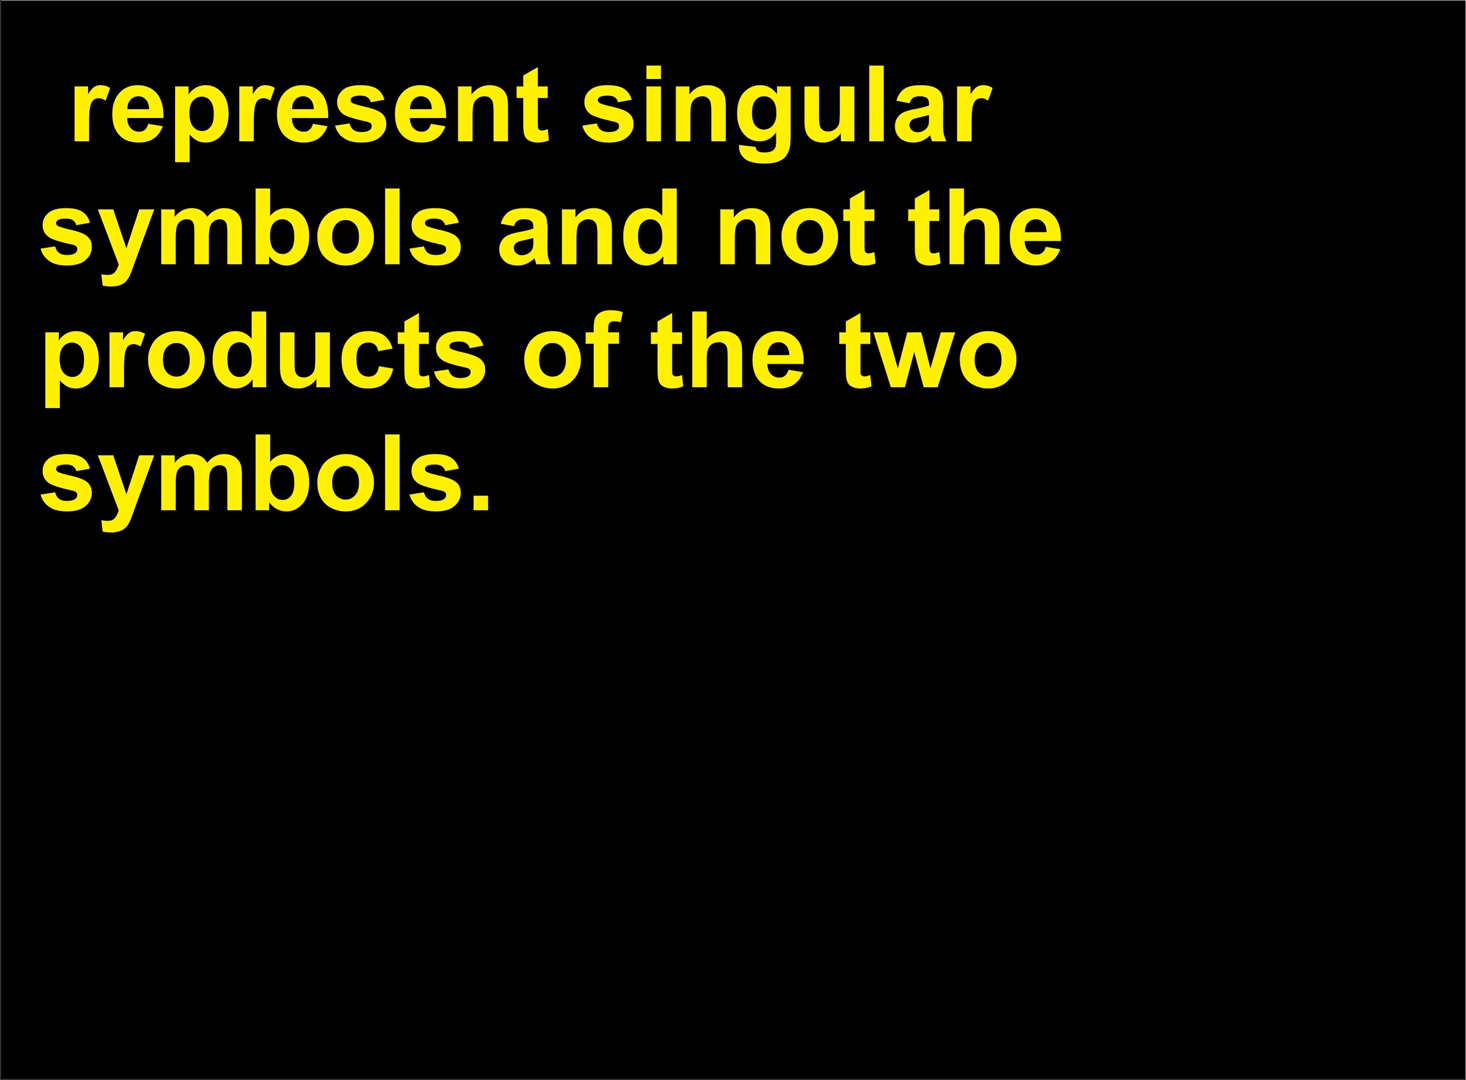 represent singular
symbols and not the
products of the two
symbols.